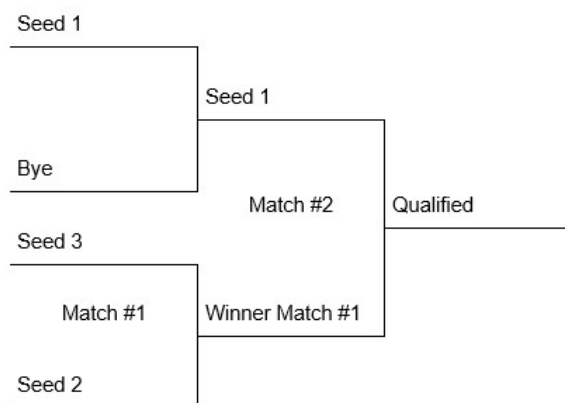 Seed 1
Seed 1
Bye
Match #2
Qualified
Seed 3
Match #1
Winner Match #1
Seed 2